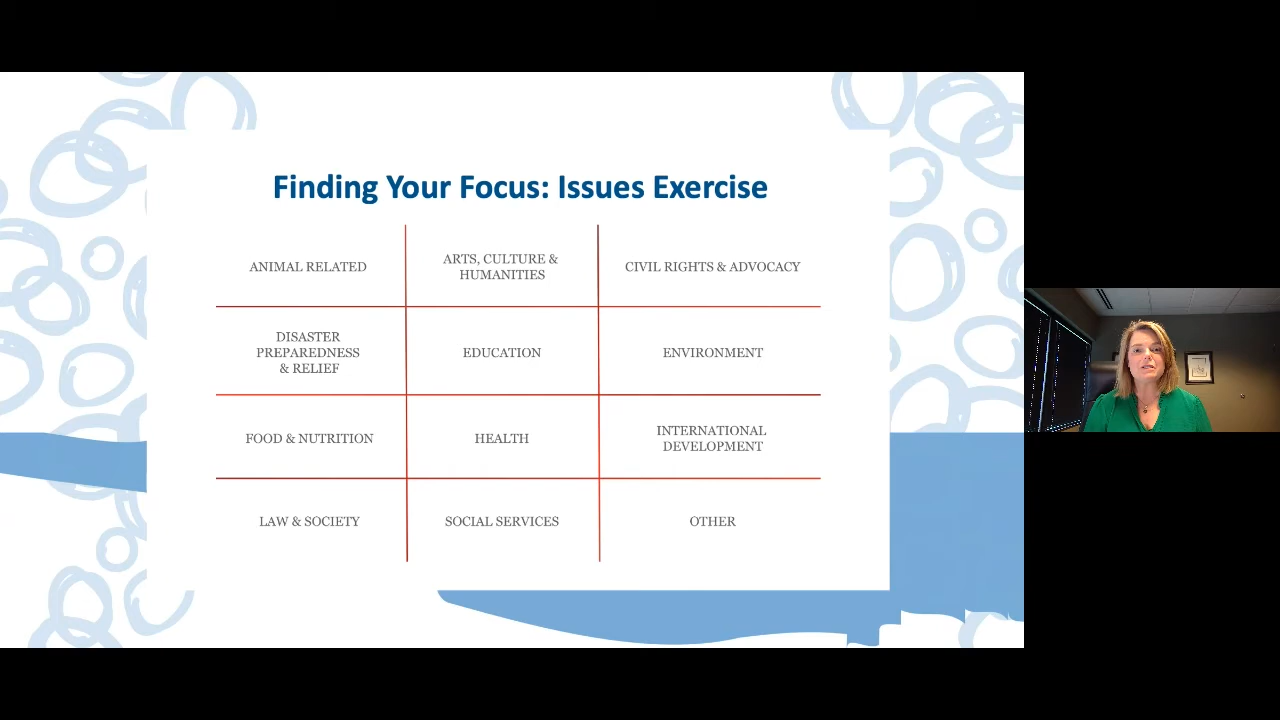 Finding Your Focus: Issues Exercise
ANIMAL RELATED
ARTS, CULTURE &
HUMANITIES
CIVIL RIGHTS & ADVOCACY
DISASTER
PREPAREDNESS
& RELIEF
EDUCATION
ENVIRONMENT
FOOD & NUTRITION
HEALTH
INTERNATIONAL
DEVELOPMENT
LAW & SOCIETY
SOCIAL SERVICES
OTHER